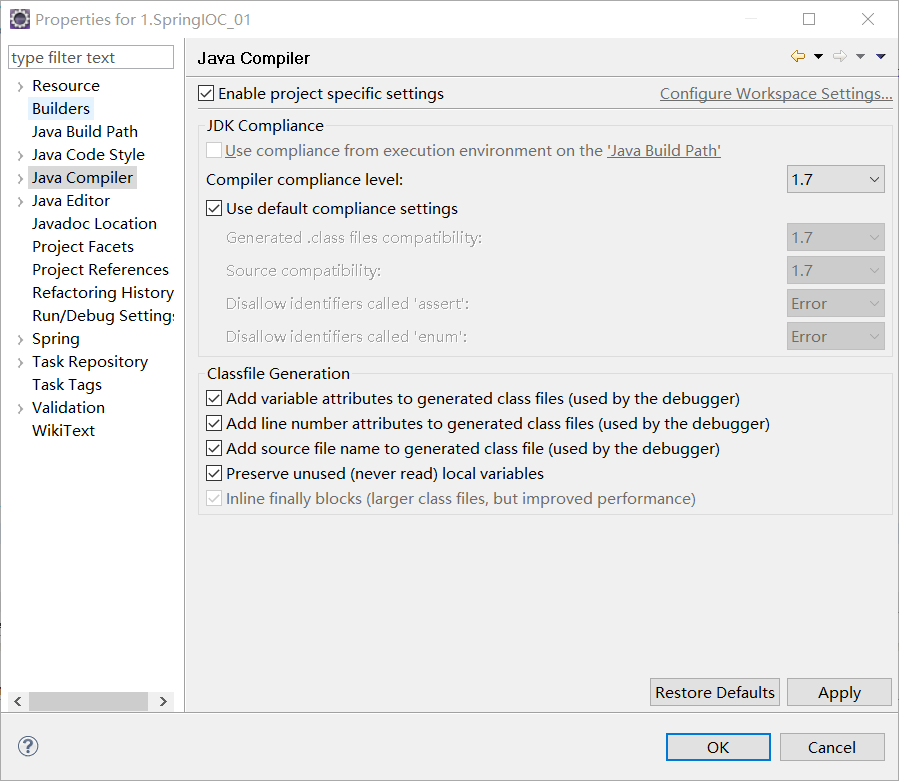 Properties for 1.SpringIOC_01
type filter text
Resource
Builders
Java Build Path
Java Code Style
Java Compiler
Java Editor
Javadoc Location
Project Facets
Project References
Refactoring History
Run/Debug Settings
Spring
Task Repository
Task Tags
Validation
WikiText
Java Compiler
Enable project specific settings
Configure Workspace Settings...
JDK Compliance
Use compliance from execution environment on the 'Java Build Path'
Compiler compliance level: 1.7
Use default compliance settings
Generated .class files compatibility: 1.7
Source compatibility: 1.7
Disallow identifiers called 'assert': Error
Disallow identifiers called 'enum': Error
Classfile Generation
Add variable attributes to generated class files (used by the debugger)
Add line number attributes to generated class files (used by the debugger)
Add source file name to generated class file (used by the debugger)
Preserve unused (never read) local variables
Inline finally blocks (larger class files, but improved performance)
Restore Defaults Apply
? OK Cancel